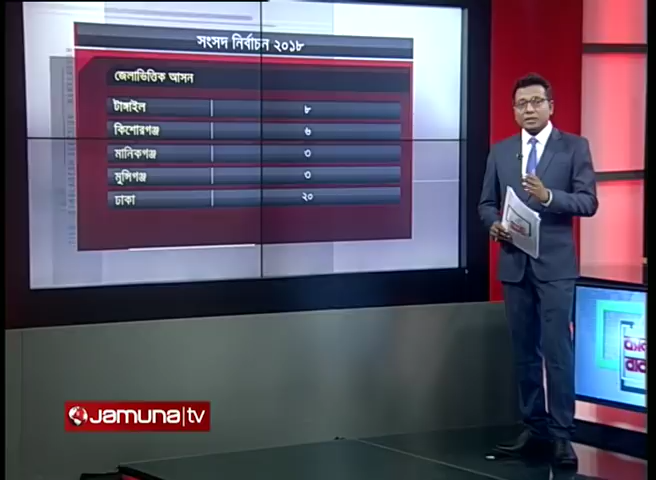 সংসদ নির্বাচন ২০১৮
জেলাভিত্তিক আসন
টাঙ্গাইল ৮
কিশোরগঞ্জ ৬
মানিকগঞ্জ ৩
মুন্সিগঞ্জ ৩
ঢাকা ২০
Jamuna|tv